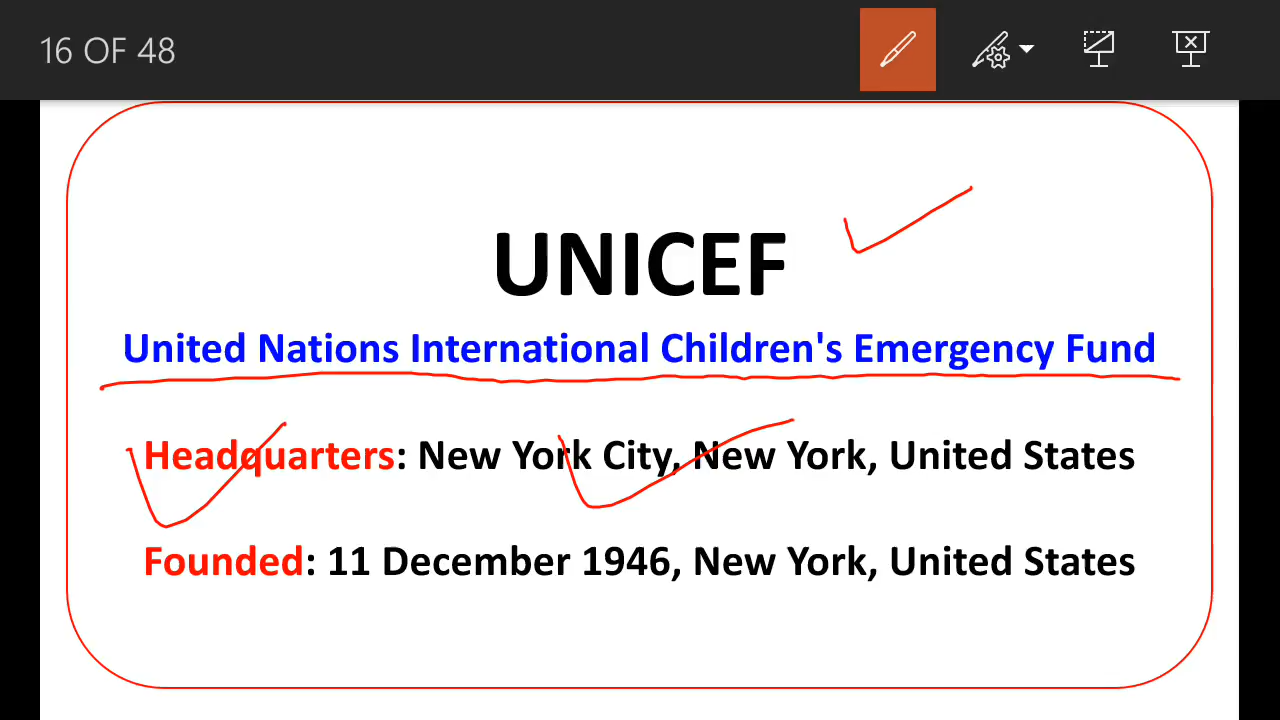 16 OF 48
UNICEF
United Nations International Children's Emergency Fund
Headquarters: New York City, New York, United States
Founded: 11 December 1946, New York, United States